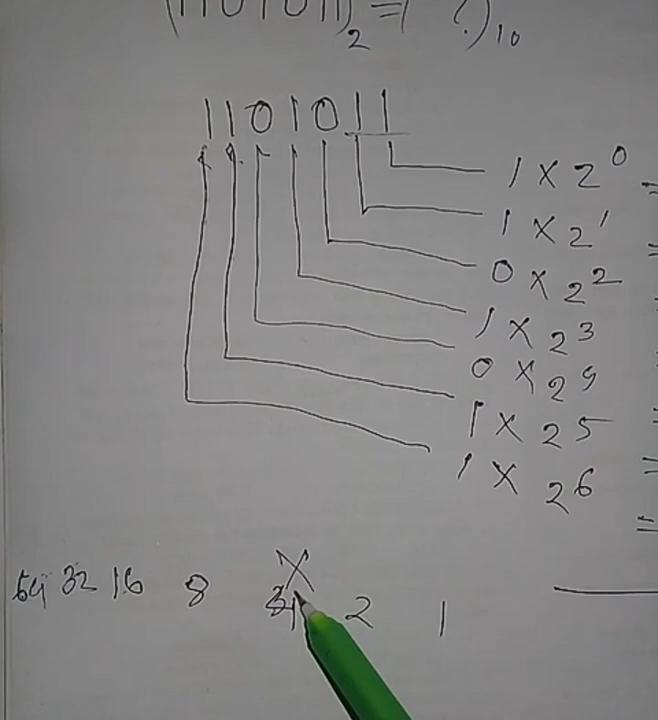 (1101011)₂ = ( ?)₁₀
1101011
1 × 2⁰ =
1 × 2¹ =
0 × 2² =
1 × 2³
0 × 2⁴
1 × 2⁵ =
1 × 2⁶ =
=
X
64 32 16 8 4 2 1